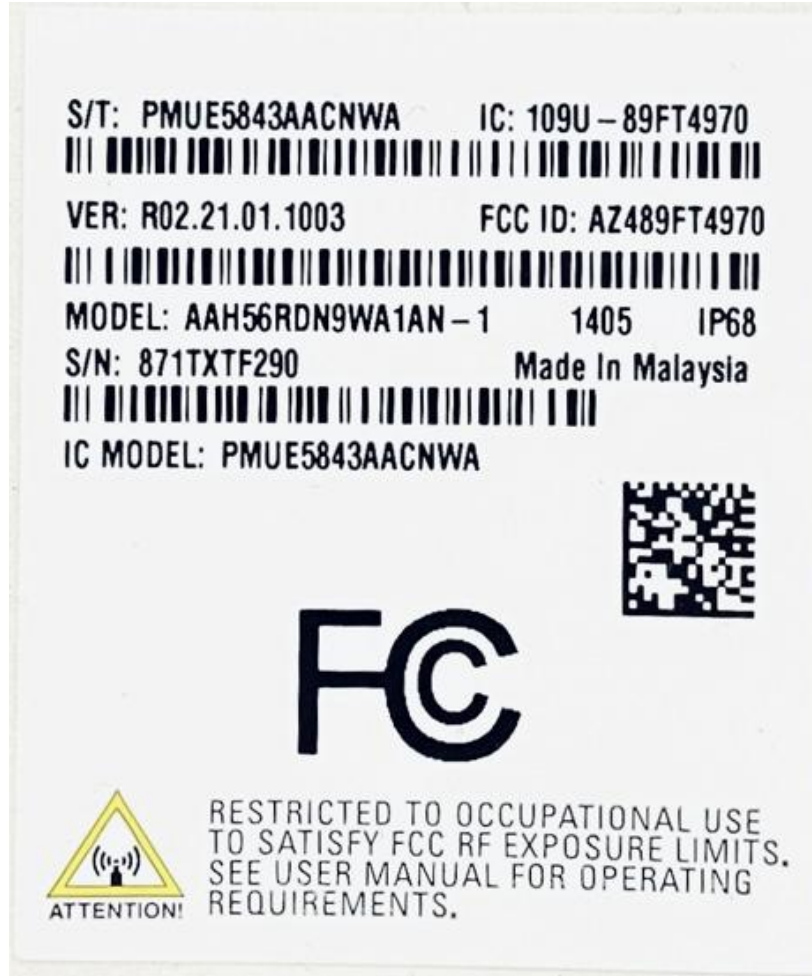 S/T: PMUE5843AACNWA IC: 109U – 89FT4970
VER: R02.21.01.1003 FCC ID: AZ489FT4970
MODEL: AAH56RDN9WA1AN – 1 1405 IP68
S/N: 871TXTF290 Made In Malaysia
IC MODEL: PMUE5843AACNWA
FC
RESTRICTED TO OCCUPATIONAL USE
TO SATISFY FCC RF EXPOSURE LIMITS.
SEE USER MANUAL FOR OPERATING
REQUIREMENTS.
ATTENTION!